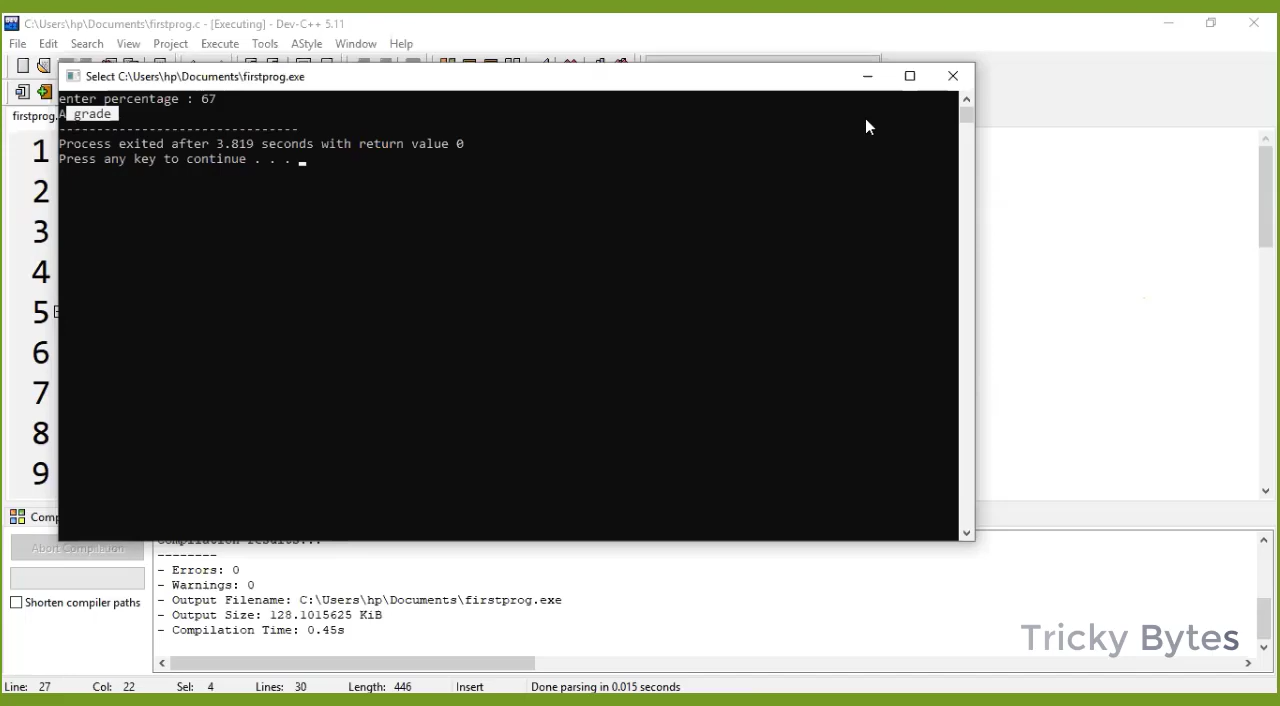 C:\Users\hp\Documents\firstprog.c - [Executing] - Dev-C++ 5.11
File Edit Search View Project Execute Tools AStyle Window Help
Select C:\Users\hp\Documents\firstprog.exe
enter percentage : 67
A grade
--------------------------------
Process exited after 3.819 seconds with return value 0
Press any key to continue . . .
firstprog.
1
2
3
4
5
6
7
8
9
Comp
Abort Compilation
Shorten compiler paths
Compilation results...
--------
- Errors: 0
- Warnings: 0
- Output Filename: C:\Users\hp\Documents\firstprog.exe
- Output Size: 128.1015625 KiB
- Compilation Time: 0.45s
Tricky Bytes
Line: 27 Col: 22 Sel: 4 Lines: 30 Length: 446 Insert Done parsing in 0.015 seconds